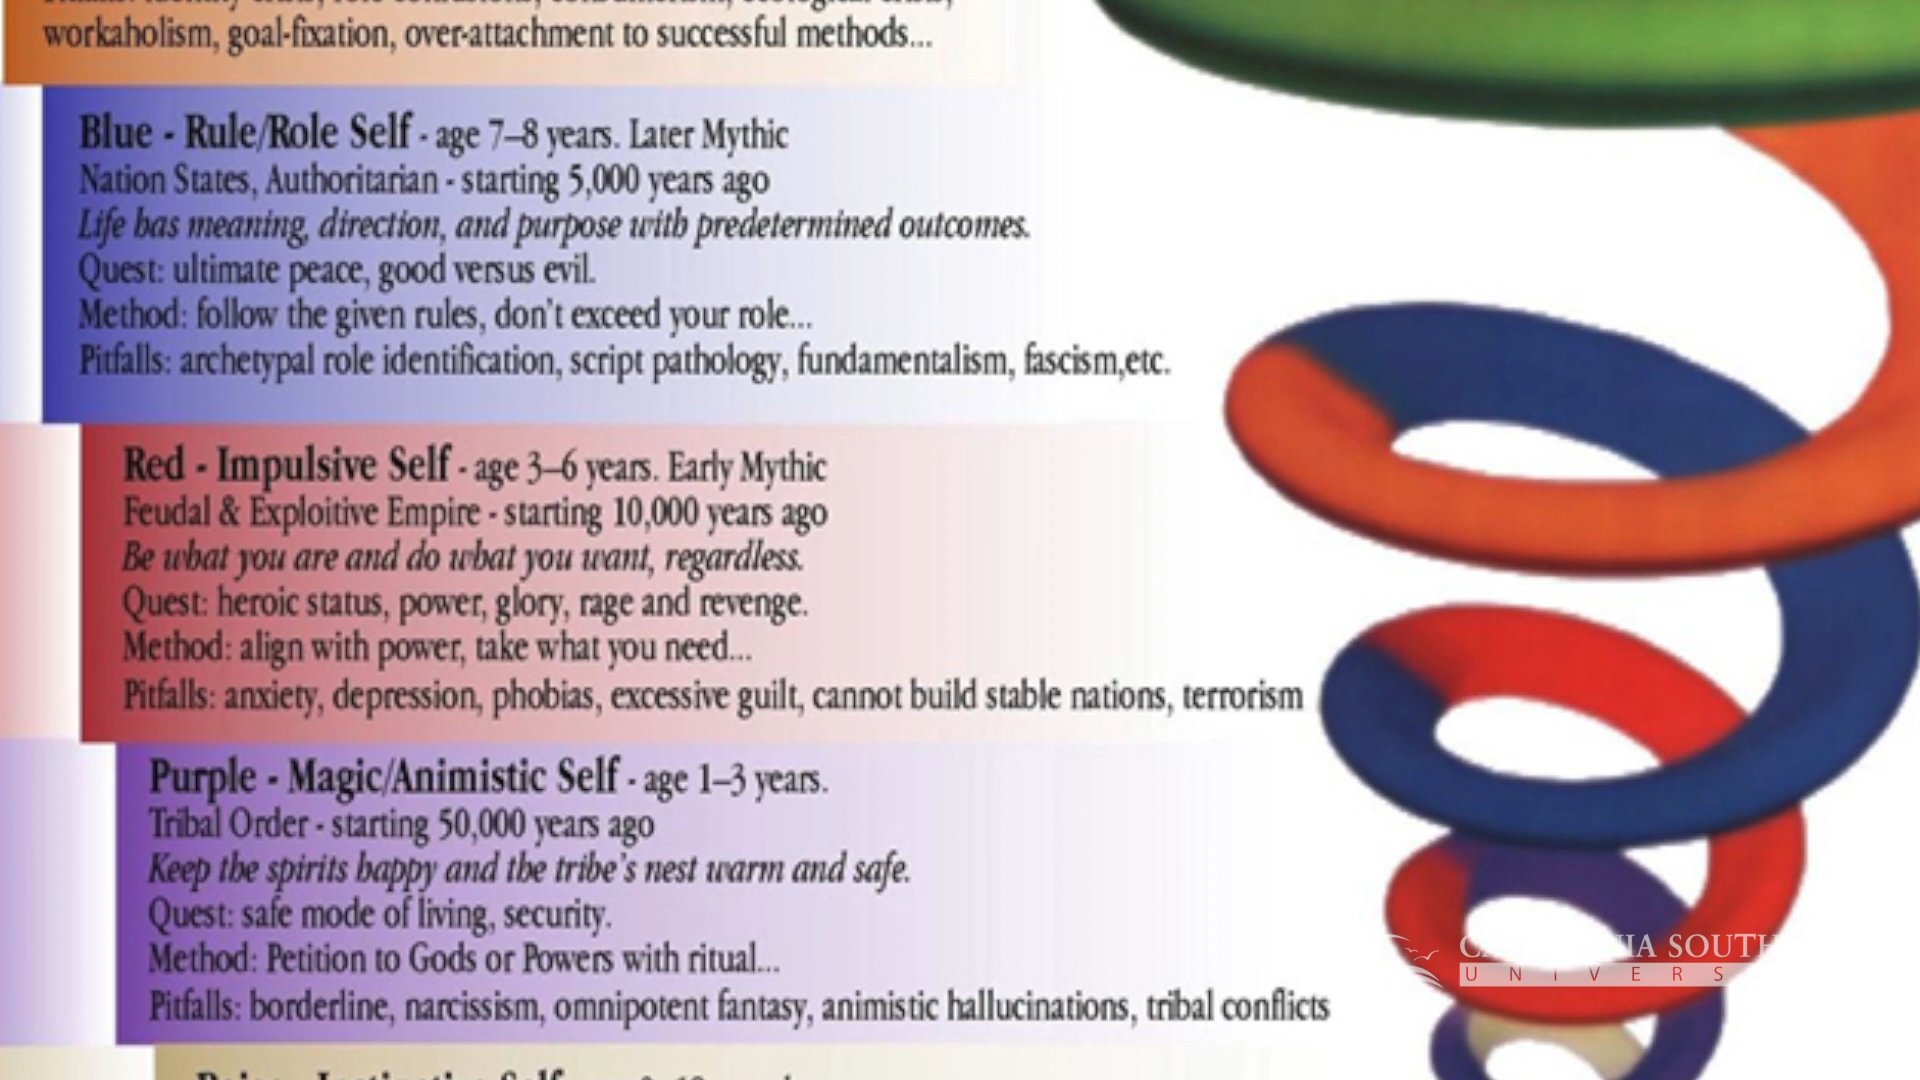 workaholism, goal-fixation, over-attachment to successful methods...
Blue - Rule/Role Self - age 7–8 years. Later Mythic
Nation States, Authoritarian - starting 5,000 years ago
Life has meaning, direction, and purpose with predetermined outcomes.
Quest: ultimate peace, good versus evil.
Method: follow the given rules, don't exceed your role...
Pitfalls: archetypal role identification, script pathology, fundamentalism, fascism,etc.
Red - Impulsive Self - age 3–6 years. Early Mythic
Feudal & Exploitive Empire - starting 10,000 years ago
Be what you are and do what you want, regardless.
Quest: heroic status, power, glory, rage and revenge.
Method: align with power, take what you need...
Pitfalls: anxiety, depression, phobias, excessive guilt, cannot build stable nations, terrorism
Purple - Magic/Animistic Self - age 1–3 years.
Tribal Order - starting 50,000 years ago
Keep the spirits happy and the tribe's nest warm and safe.
Quest: safe mode of living, security.
Method: Petition to Gods or Powers with ritual...
Pitfalls: borderline, narcissism, omnipotent fantasy, animistic hallucinations, tribal conflicts